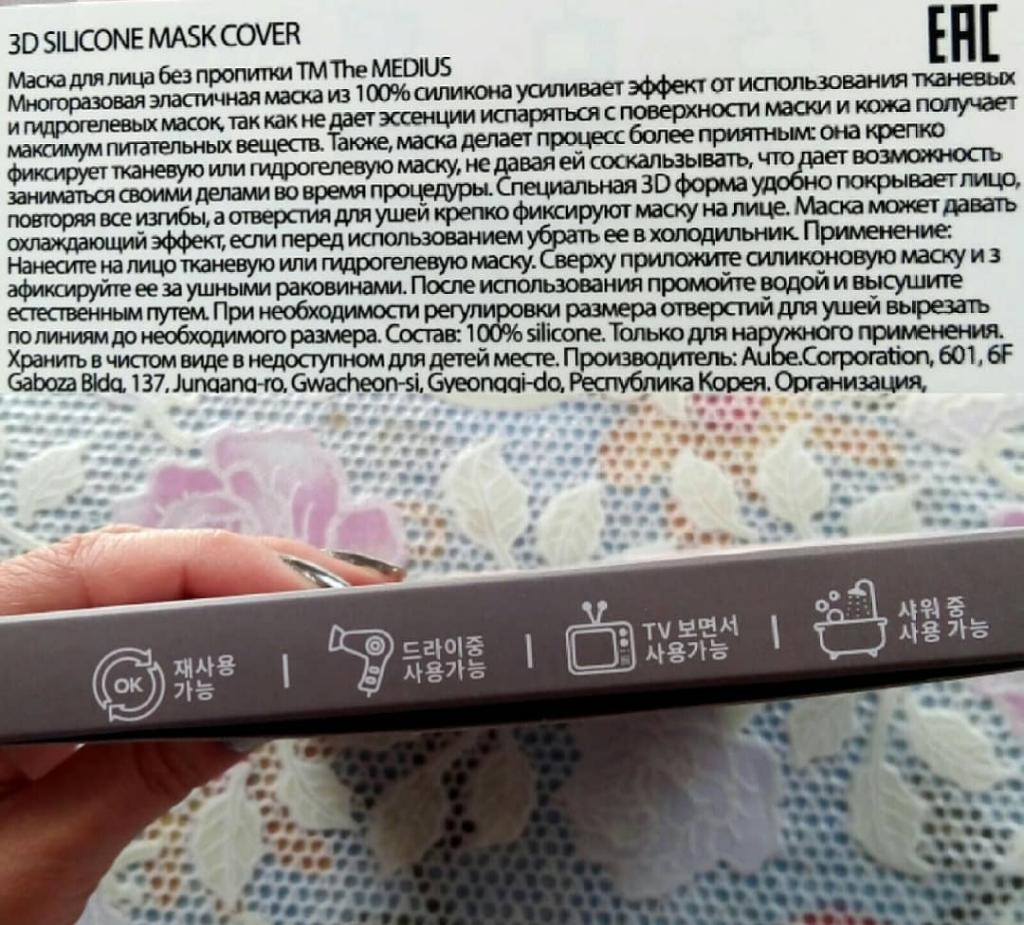 3D SILICONE MASK COVER
EAC
Маска для лица без пропитки ТМ The MEDIUS
Многоразовая эластичная маска из 100% силикона усиливает эффект от использования тканевых
и гидрогелевых масок, так как не дает эссенции испаряться с поверхности маски и кожа получает
максимум питательных веществ. Также, маска делает процесс более приятным: она крепко
фиксирует тканевую или гидрогелевую маску, не давая ей соскальзывать, что дает возможность
заниматься своими делами во время процедуры. Специальная 3D форма удобно покрывает лицо,
повторяя все изгибы, а отверстия для ушей крепко фиксируют маску на лице. Маска может давать
охлаждающий эффект, если перед использованием убрать ее в холодильник. Применение:
Нанесите на лицо тканевую или гидрогелевую маску. Сверху приложите силиконовую маску и з
афиксируйте ее за ушными раковинами. После использования промойте водой и высушите
естественным путем. При необходимости регулировки размера отверстий для ушей вырезать
по линиям до необходимого размера. Состав: 100% silicone. Только для наружного применения.
Хранить в чистом виде в недоступном для детей месте. Производитель: Aube.Corporation, 601, 6F
Gaboza Bldg, 137, Jungang-ro, Gwacheon-si, Gyeonggi-do, Республика Корея. Организация,
OK
재사용
가능
드라이중
사용가능
TV 보면서
사용가능
샤워 중
사용 가능